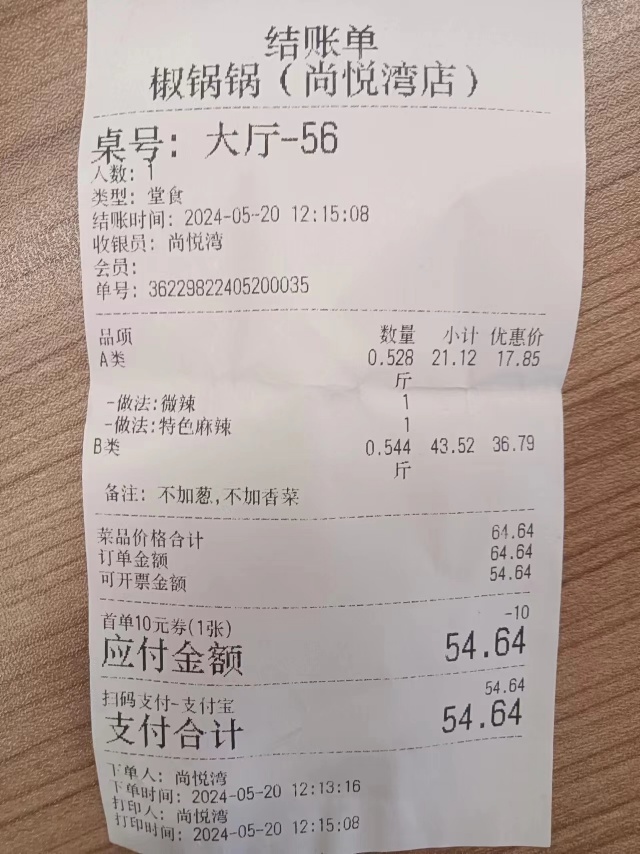 结账单
椒锅锅（尚悦湾店）
桌号：大厅-56
人数：1
类型：堂食
结账时间：2024-05-20 12:15:08
收银员：尚悦湾
会员：
单号：36229822405200035
品项 数量 小计 优惠价
A类 0.528 21.12 17.85
斤
-做法:微辣 1
-做法:特色麻辣 1
B类 0.544 43.52 36.79
斤
备注：不加葱,不加香菜
菜品价格合计 64.64
订单金额 64.64
可开票金额 54.64
首单10元券(1张) -10
应付金额 54.64
扫码支付-支付宝 54.64
支付合计 54.64
下单人：尚悦湾
下单时间：2024-05-20 12:13:16
打印人：尚悦湾
打印时间：2024-05-20 12:15:08